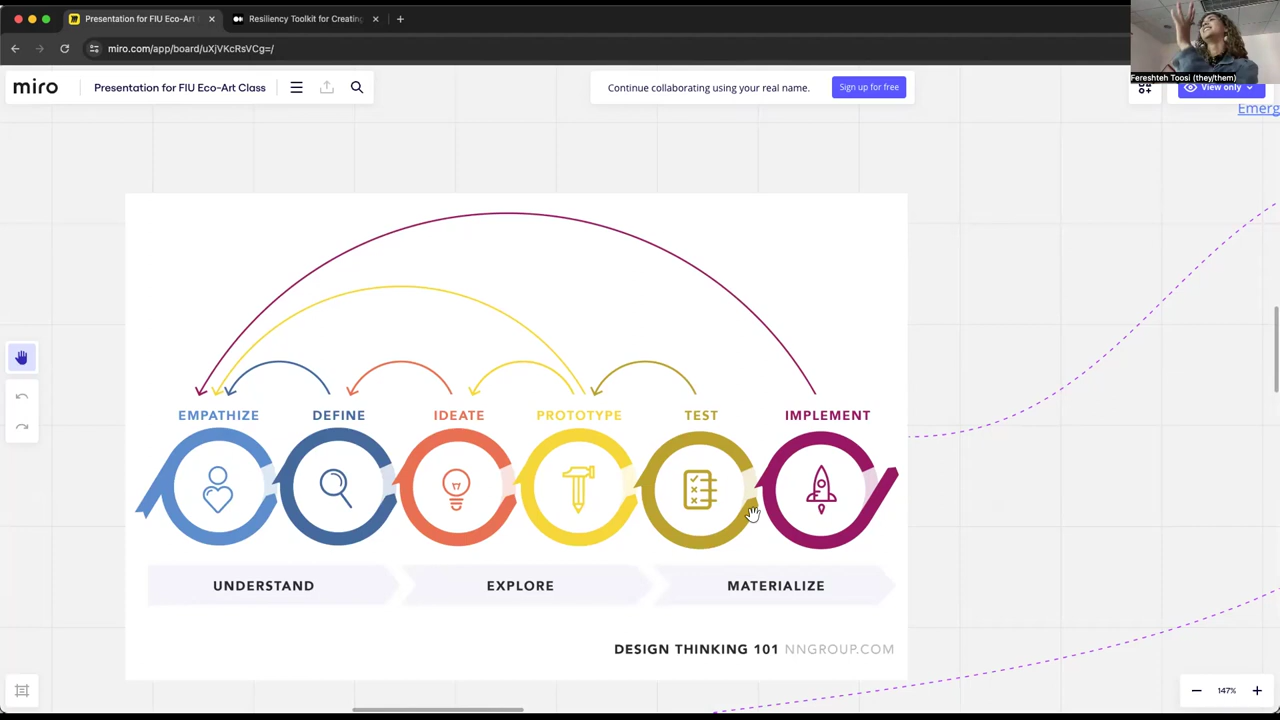 Presentation for FIU Eco-Art
Resiliency Toolkit for Creating
miro.com/app/board/uXjVKcRsVCg=/
Fereshteh Toosi (they/them)
miro
Presentation for FIU Eco-Art Class
Continue collaborating using your real name.
Sign up for free
View only
Emerg
EMPATHIZE
DEFINE
IDEATE
PROTOTYPE
TEST
IMPLEMENT
UNDERSTAND
EXPLORE
MATERIALIZE
DESIGN THINKING 101 NNGROUP.COM
147%